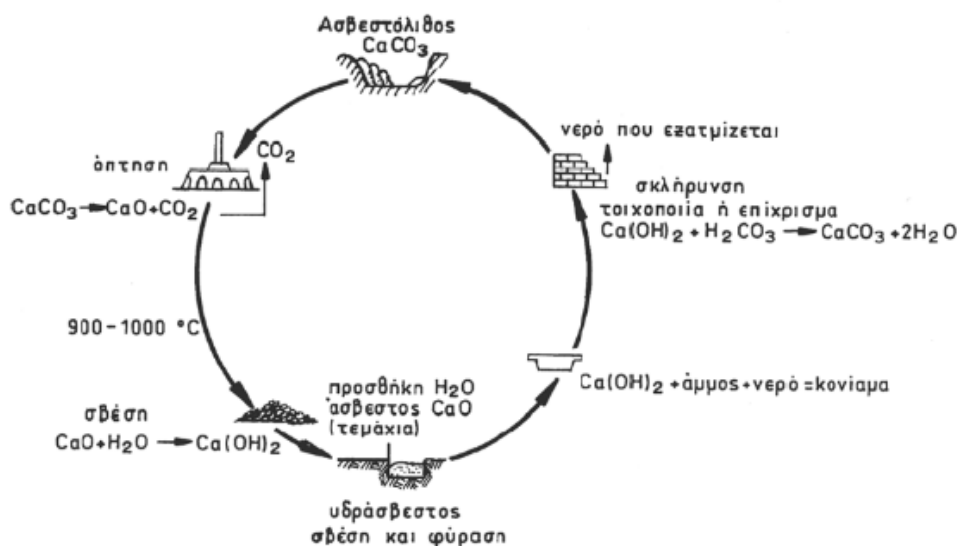 Ασβεστόλιθος
CaCO₃
όπτηση
CO₂
CaCO₃→CaO+CO₂
900-1000 °C
σβέση
CaO+H₂O→Ca(OH)₂
προσθήκη H₂O
άσβεστος CaO
(τεμάχια)
υδράσβεστος
σβέση και φύραση
Ca(OH)₂+άμμος+νερό=κονίαμα
νερό που εξατμίζεται
σκλήρυνση
τοιχοποιία ή επίχρισμα
Ca(OH)₂+H₂CO₃→CaCO₃+2H₂O